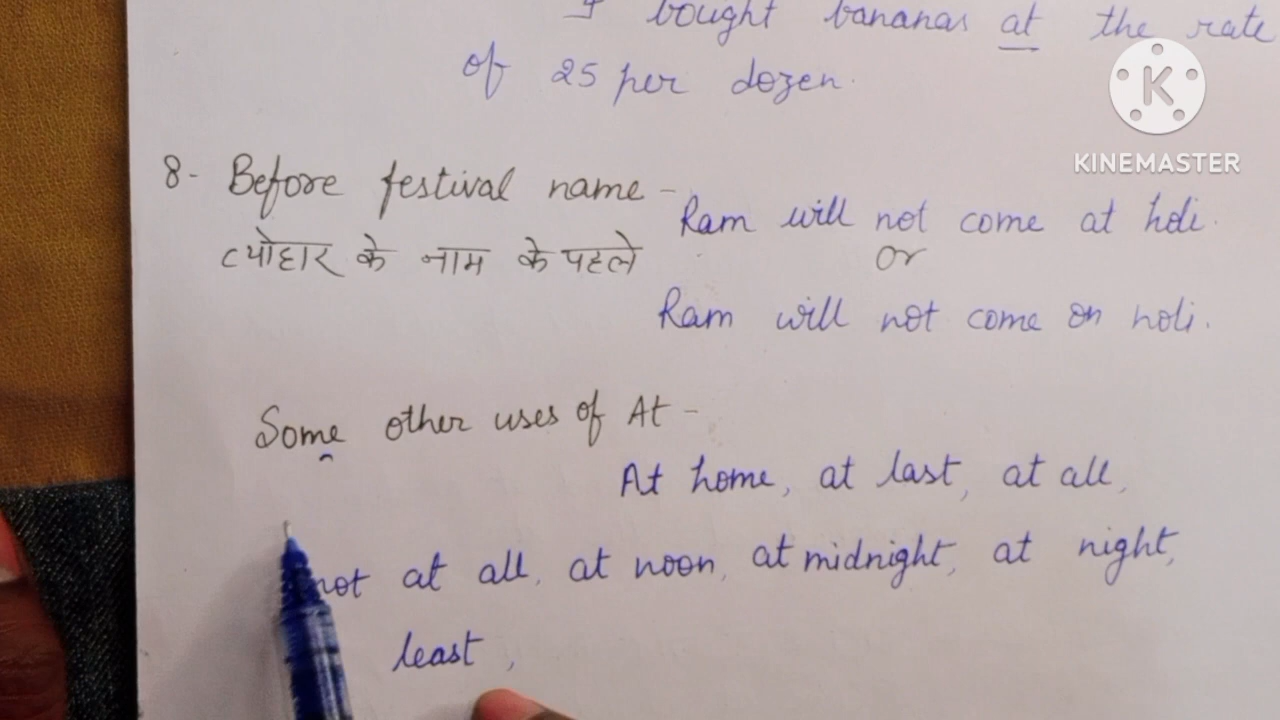 I bought bananas at the rate
of 25 per dozen.
KINEMASTER
8- Before festival name -
त्योहार के नाम के पहले
Ram will not come at holi.
or
Ram will not come on holi.
Some other uses of At -
At home, at last, at all,
not at all, at noon, at midnight, at night,
least,